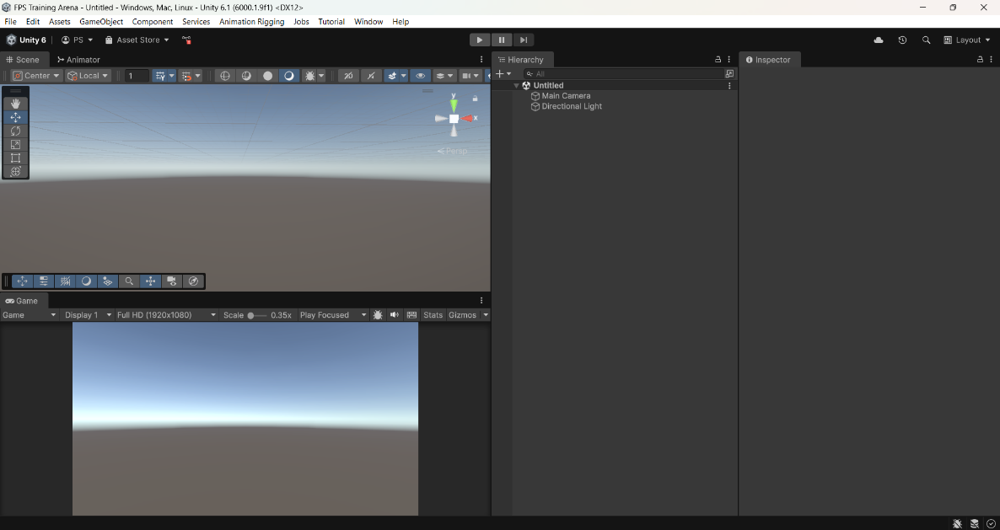 FPS Training Arena - Untitled - Windows, Mac, Linux - Unity 6.1 (6000.1.9f1) <DX12>
File Edit Assets GameObject Component Services Animation Rigging Jobs Tutorial Window Help
Unity 6 PS Asset Store Layout
Scene Animator Hierarchy Inspector
Center Local 1 All
Untitled
Main Camera
Directional Light
y
x
Persp
Game
Game Display 1 Full HD (1920x1080) Scale 0.35x Play Focused Stats Gizmos